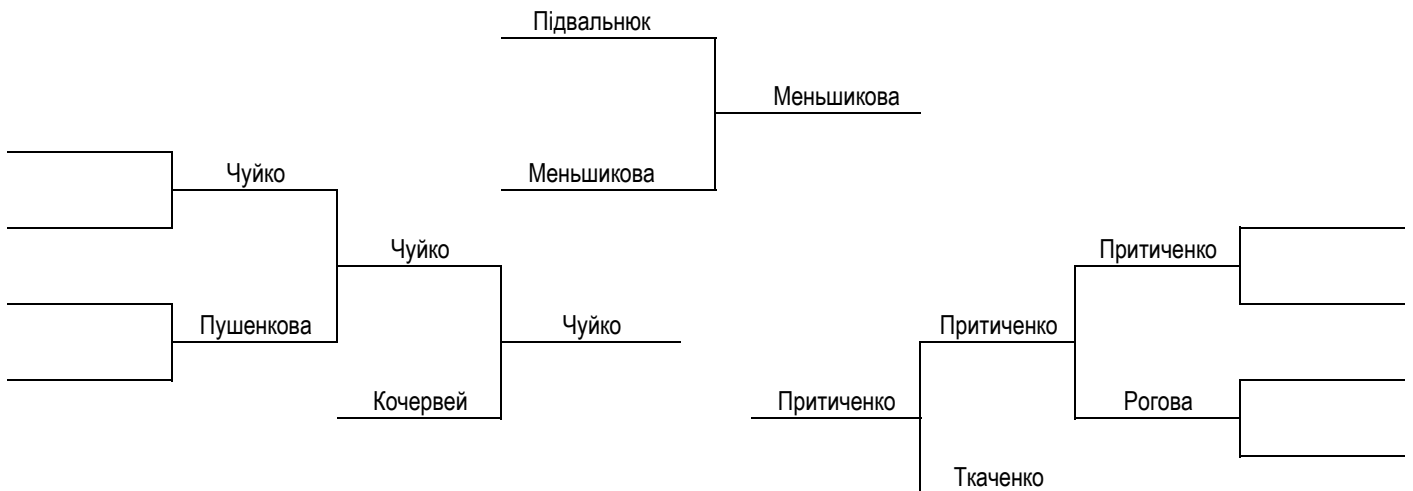 Підвальнюк
Меньшикова
Чуйко
Меньшикова
Чуйко
Притиченко
Пушенкова
Чуйко
Притиченко
Кочервей
Притиченко
Рогова
Ткаченко